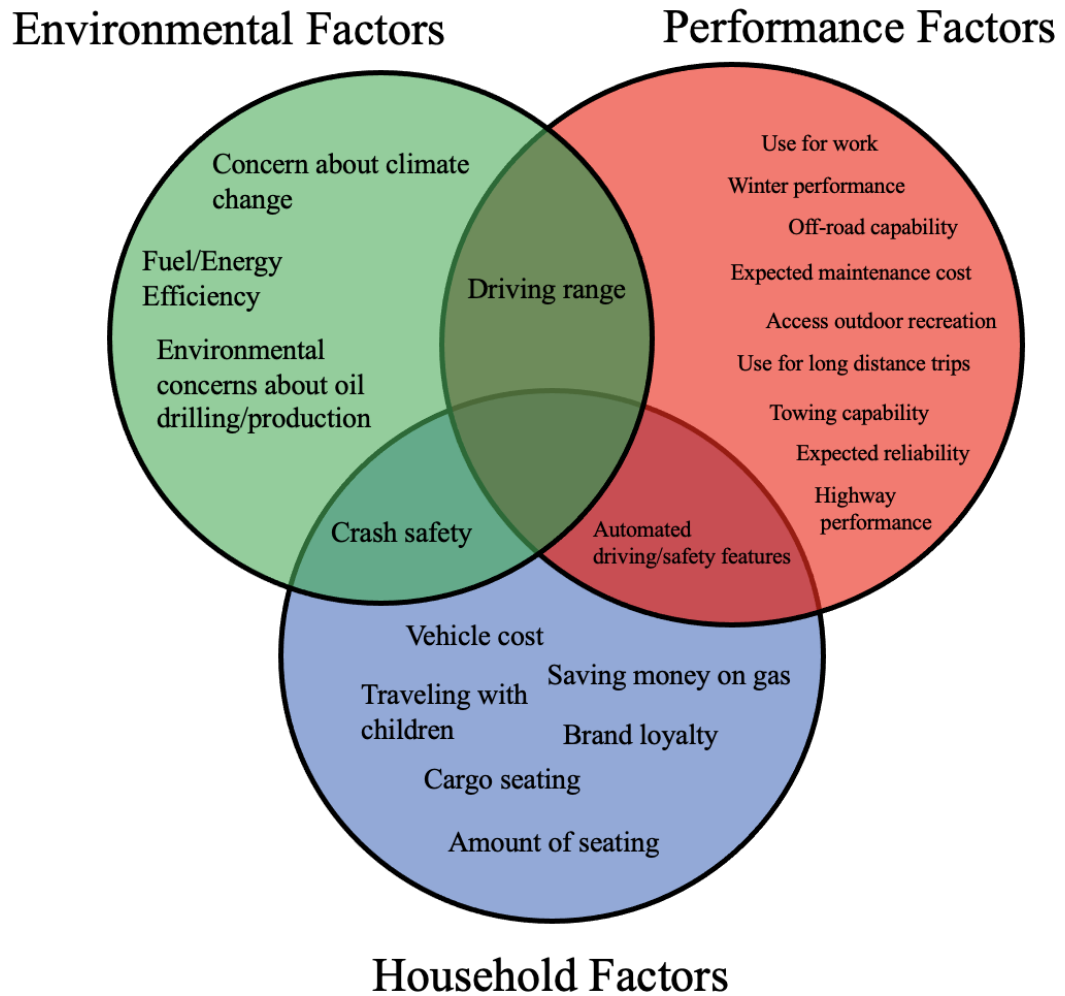 Environmental Factors
Performance Factors
Concern about climate
change
Fuel/Energy
Efficiency
Environmental
concerns about oil
drilling/production
Driving range
Use for work
Winter performance
Off-road capability
Expected maintenance cost
Access outdoor recreation
Use for long distance trips
Towing capability
Expected reliability
Highway
performance
Crash safety
Automated
driving/safety features
Vehicle cost
Saving money on gas
Traveling with
children
Brand loyalty
Cargo seating
Amount of seating
Household Factors